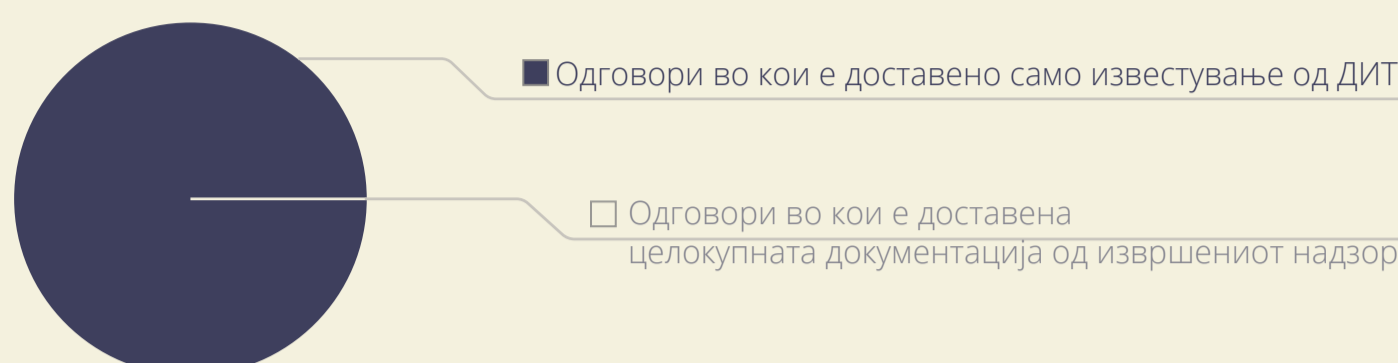 Одговори во кои е доставено само известување од ДИТ
Одговори во кои е доставена
целокупната документација од извршениот надзор